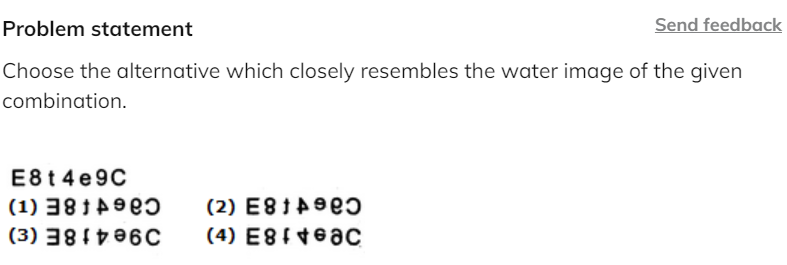 Problem statement
Send feedback
Choose the alternative which closely resembles the water image of the given
combination.
E8t4e9C
(1)
(2)
(3)
(4)